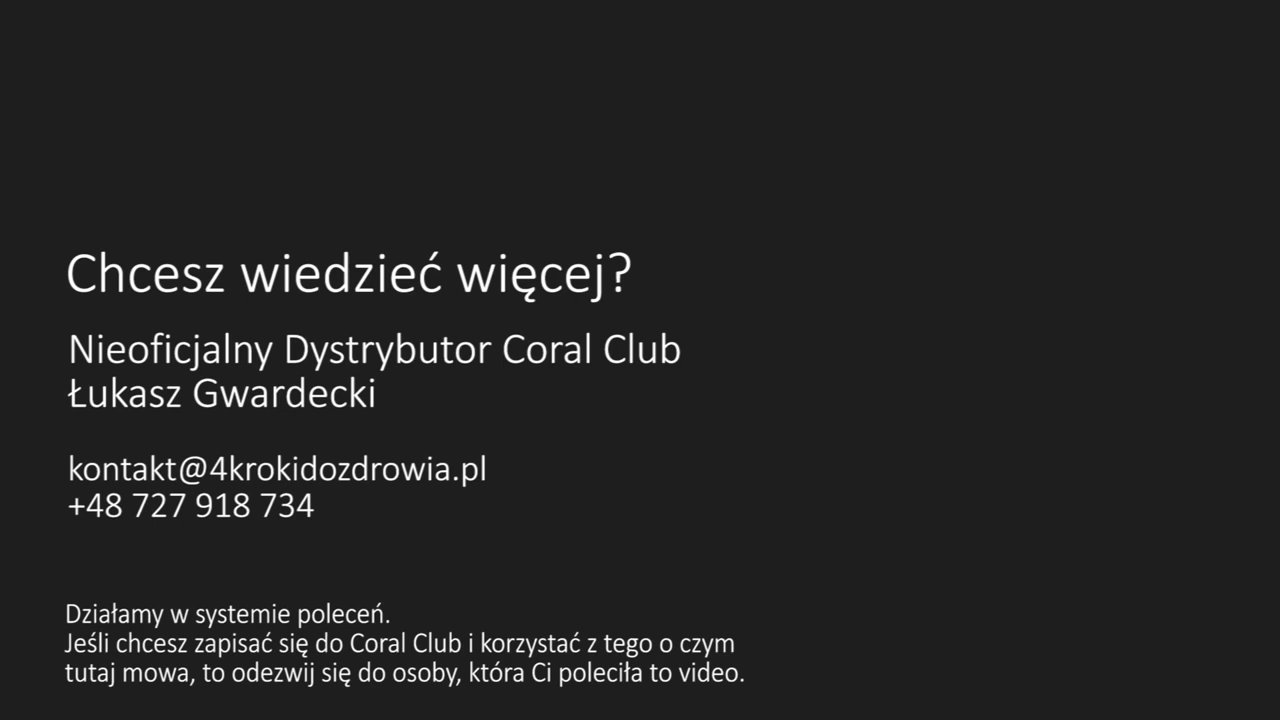 Chcesz wiedzieć więcej?
Nieoficjalny Dystrybutor Coral Club
Łukasz Gwardecki
kontakt@4krokidozdrowia.pl
+48 727 918 734
Działamy w systemie poleceń.
Jeśli chcesz zapisać się do Coral Club i korzystać z tego o czym
tutaj mowa, to odezwij się do osoby, która Ci poleciła to video.